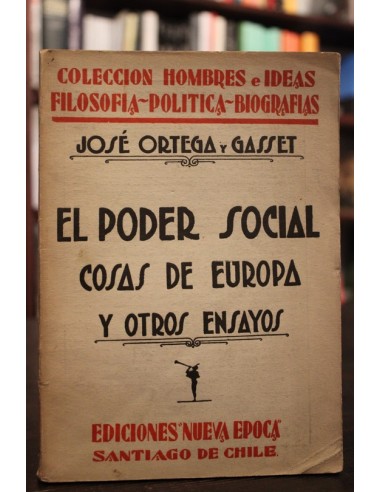 COLECCION HOMBRES e IDEAS
FILOSOFIA-POLITICA-BIOGRAFIAS
JOSÉ ORTEGA Y GASSET
EL PODER SOCIAL
COSAS DE EUROPA
Y OTROS ENSAYOS
EDICIONES "NUEVA EPOCA"
SANTIAGO DE CHILE